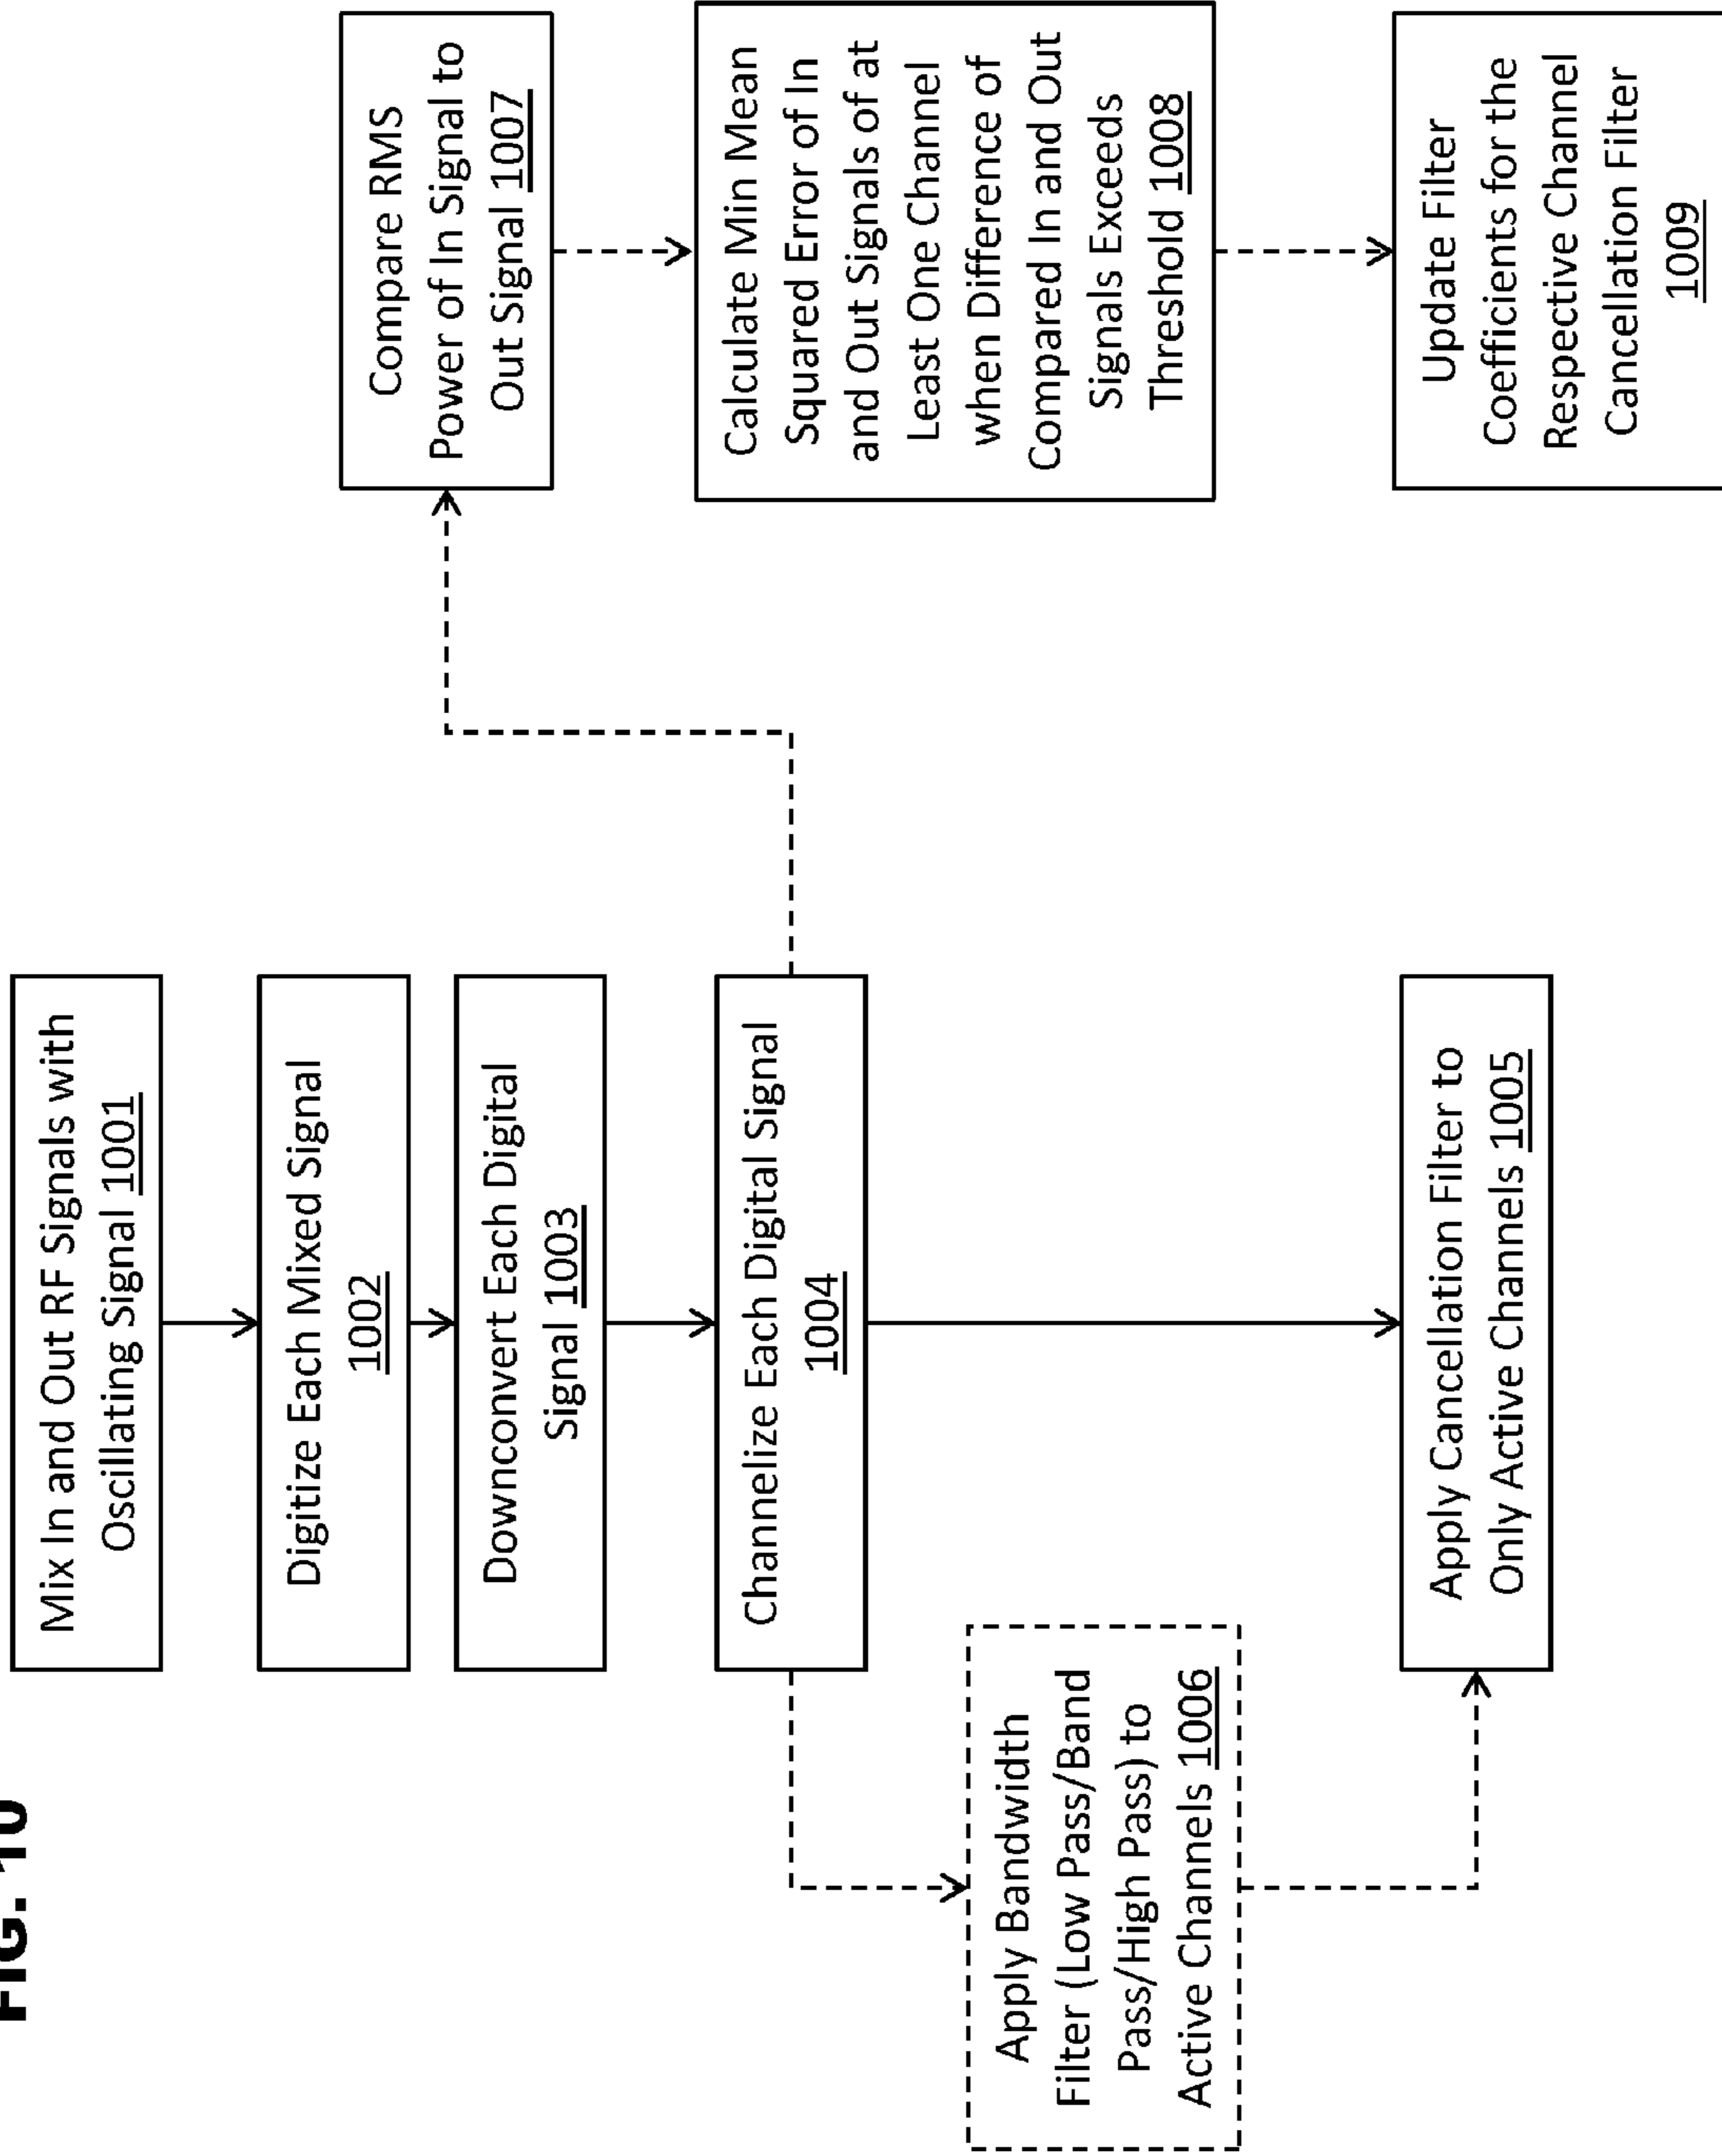 FIG. 10
Mix In and Out RF Signals with
Oscillating Signal 1001
Digitize Each Mixed Signal
1002
Downconvert Each Digital
Signal 1003
Channelize Each Digital Signal
1004
Apply Bandwidth
Filter (Low Pass/Band
Pass/High Pass) to
Active Channels 1006
Apply Cancellation Filter to
Only Active Channels 1005
Compare RMS
Power of In Signal to
Out Signal 1007
Calculate Min Mean
Squared Error of In
and Out Signals of at
Least One Channel
when Difference of
Compared In and Out
Signals Exceeds
Threshold 1008
Update Filter
Coefficients for the
Respective Channel
Cancellation Filter
1009